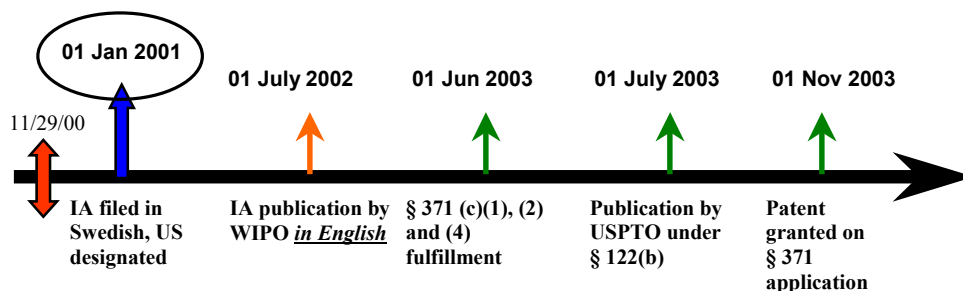 01 Jan 2001
01 July 2002
01 Jun 2003
01 July 2003
01 Nov 2003
11/29/00
IA filed in
Swedish, US
designated
IA publication by
WIPO in English
§ 371 (c)(1), (2)
and (4)
fulfillment
Publication by
USPTO under
§ 122(b)
Patent
granted on
§ 371
application